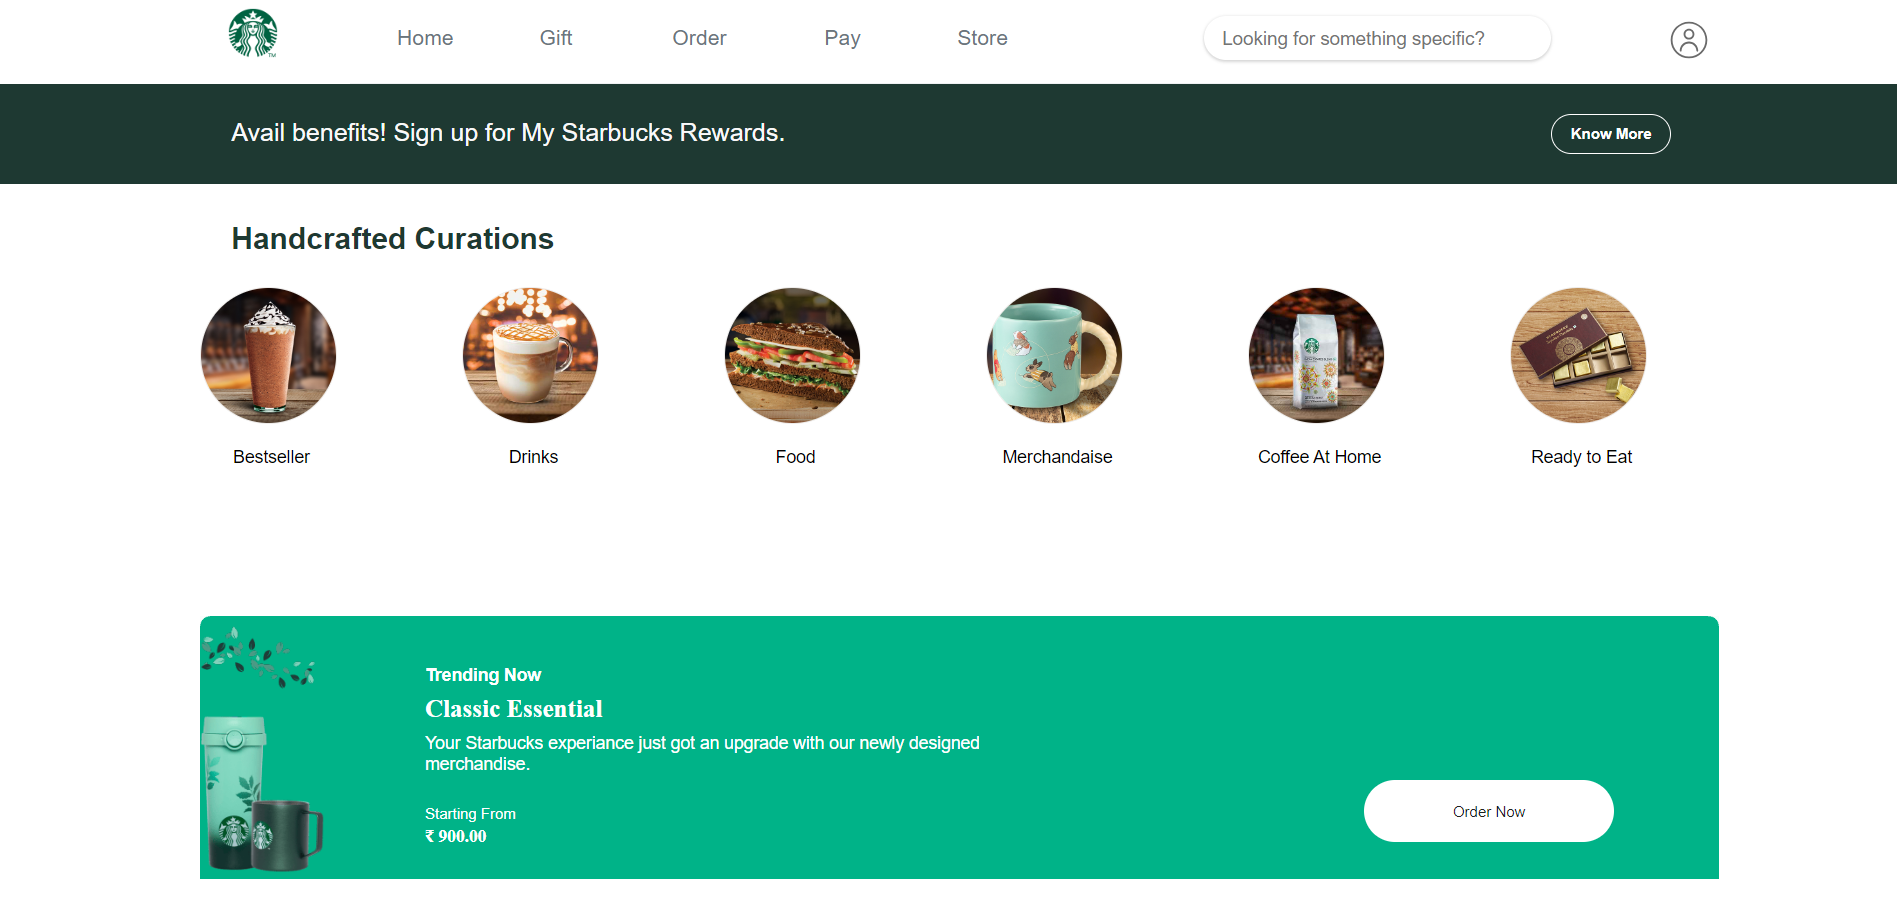 Home Gift Order Pay Store Looking for something specific?
Avail benefits! Sign up for My Starbucks Rewards. Know More
Handcrafted Curations
Bestseller Drinks Food Merchandaise Coffee At Home Ready to Eat
Trending Now
Classic Essential
Your Starbucks experiance just got an upgrade with our newly designed
merchandise.
Starting From
₹ 900.00
Order Now